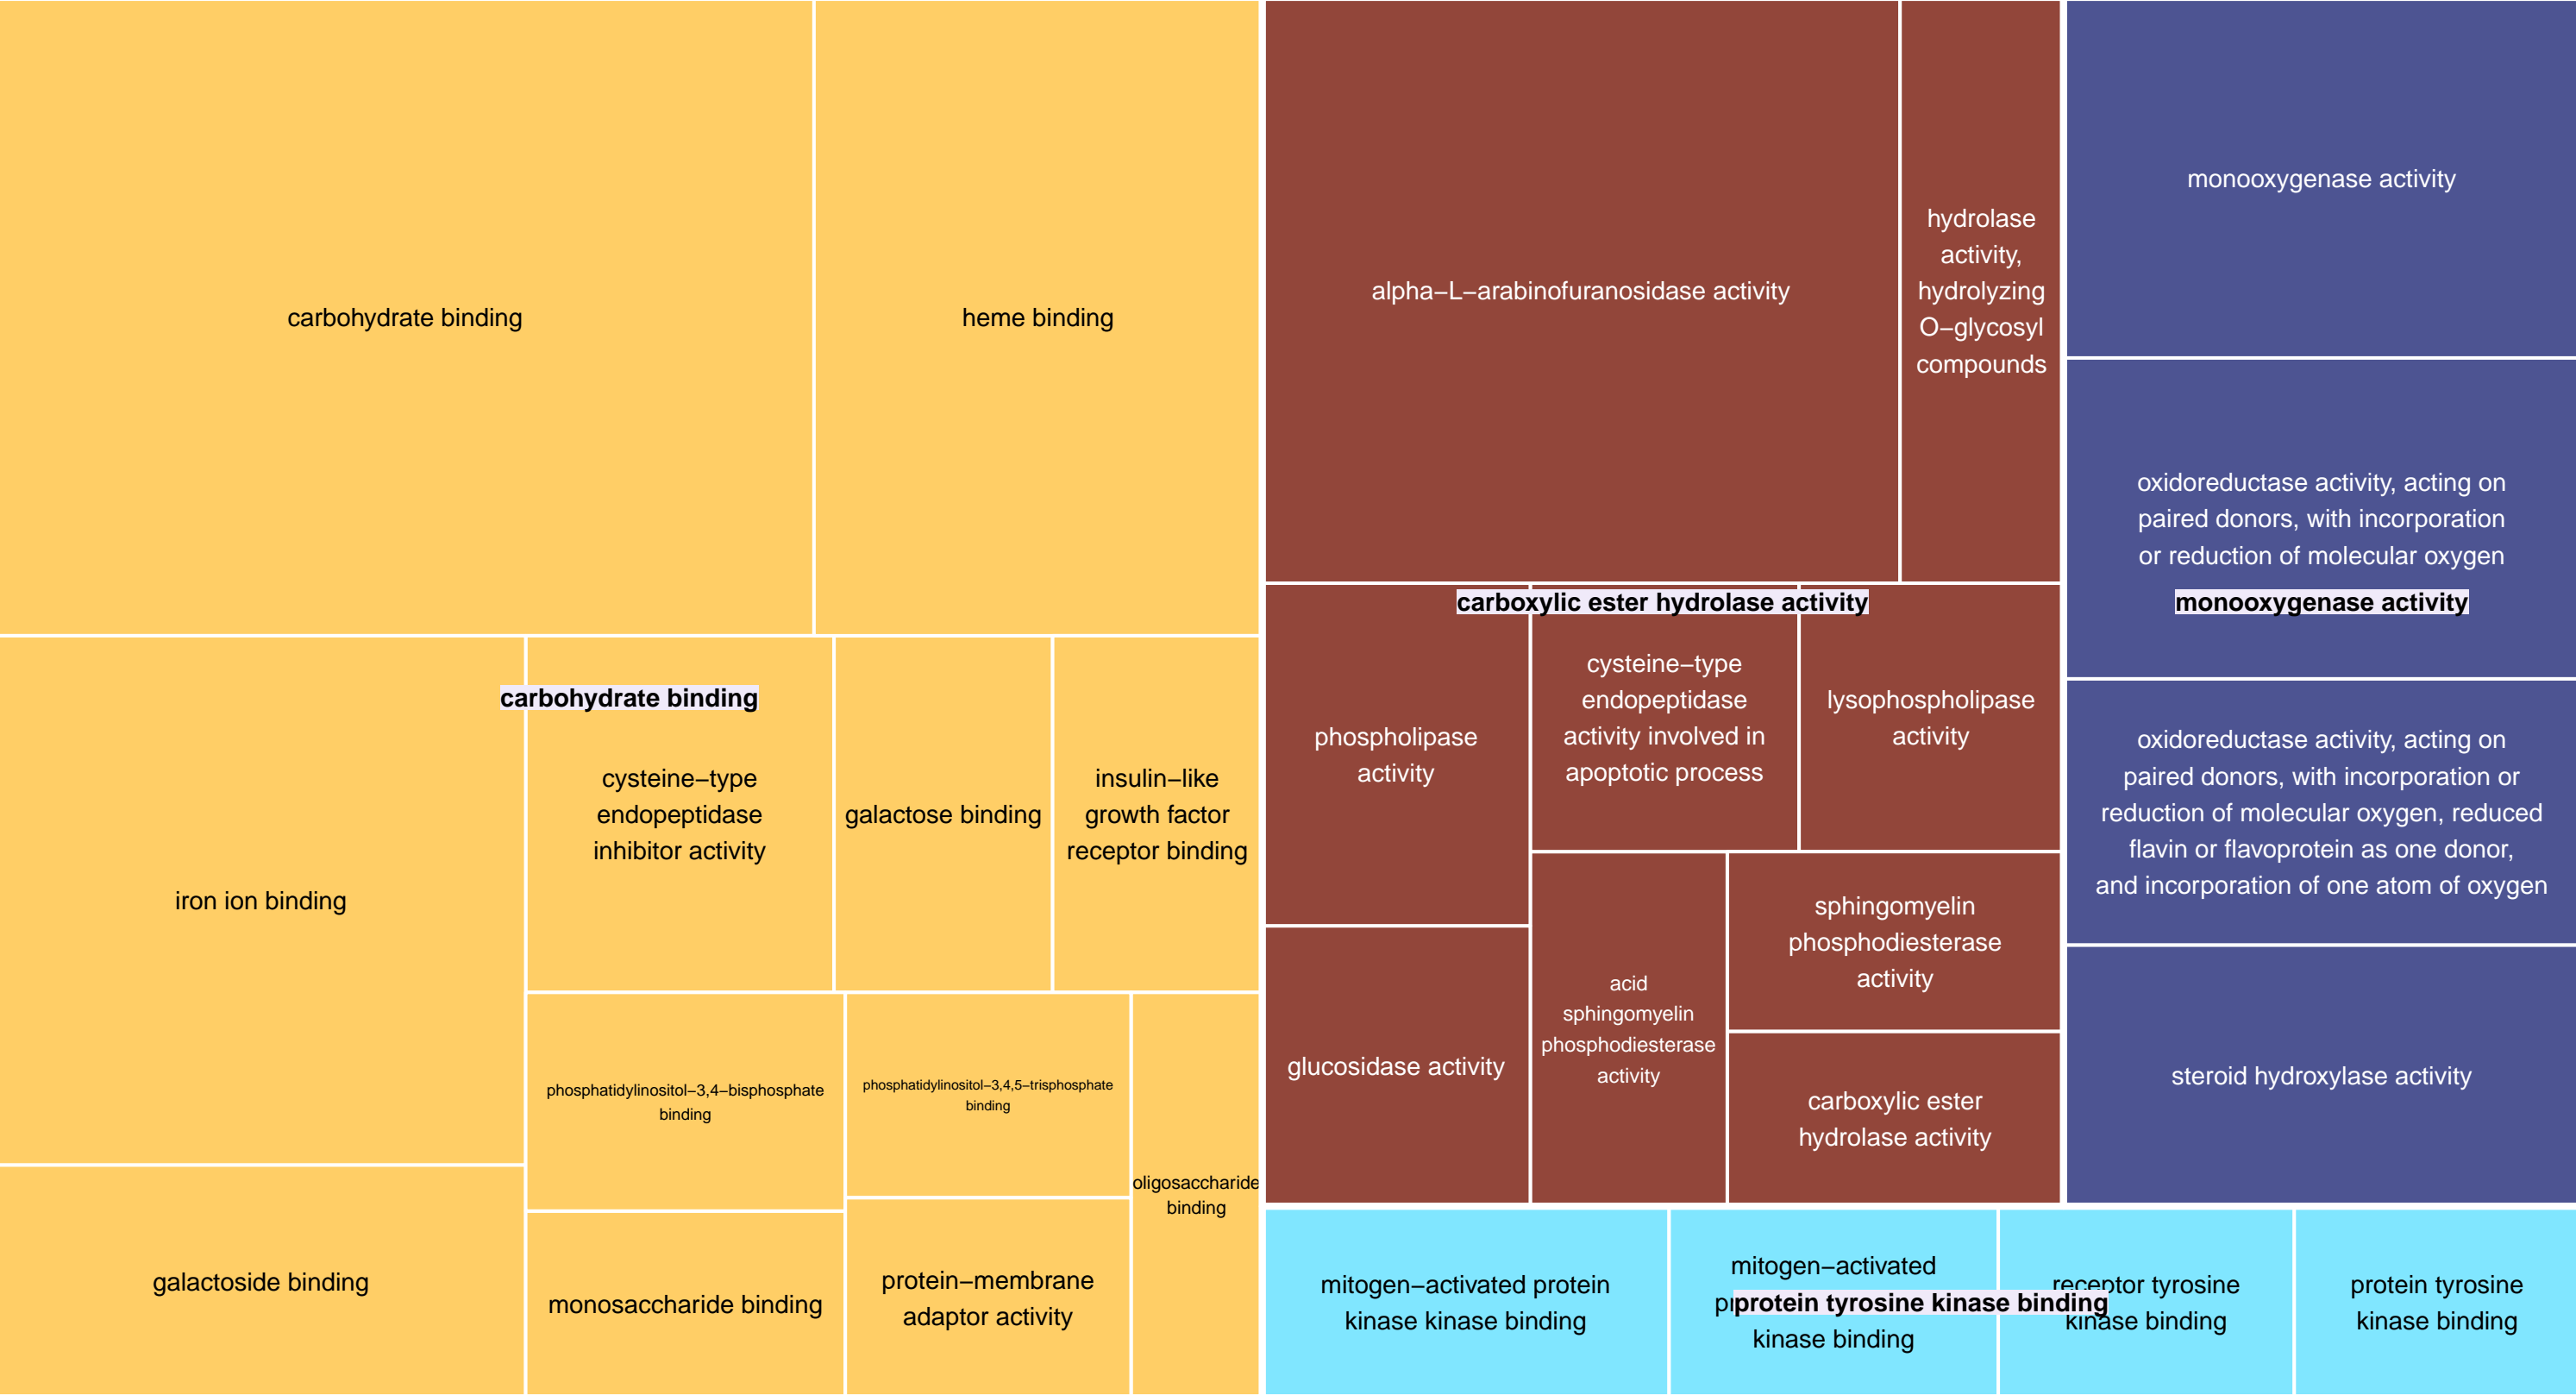 carbohydrate binding
heme binding
carbohydrate binding
iron ion binding
cysteine−type
endopeptidase
inhibitor activity
galactose binding
insulin−like
growth factor
receptor binding
phosphatidylinositol−3,4−bisphosphate
binding
phosphatidylinositol−3,4,5−trisphosphate
binding
oligosaccharide
binding
galactoside binding
monosaccharide binding
protein−membrane
adaptor activity
alpha−L−arabinofuranosidase activity
hydrolase
activity,
hydrolyzing
O−glycosyl
compounds
carboxylic ester hydrolase activity
phospholipase
activity
cysteine−type
endopeptidase
activity involved in
apoptotic process
lysophospholipase
activity
glucosidase activity
acid
sphingomyelin
phosphodiesterase
activity
sphingomyelin
phosphodiesterase
activity
carboxylic ester
hydrolase activity
monooxygenase activity
oxidoreductase activity, acting on
paired donors, with incorporation
or reduction of molecular oxygen
monooxygenase activity
oxidoreductase activity, acting on
paired donors, with incorporation or
reduction of molecular oxygen, reduced
flavin or flavoprotein as one donor,
and incorporation of one atom of oxygen
steroid hydroxylase activity
mitogen−activated protein
kinase kinase binding
mitogen−activated
kinase binding
protein tyrosine kinase binding
receptor tyrosine
kinase binding
protein tyrosine
kinase binding